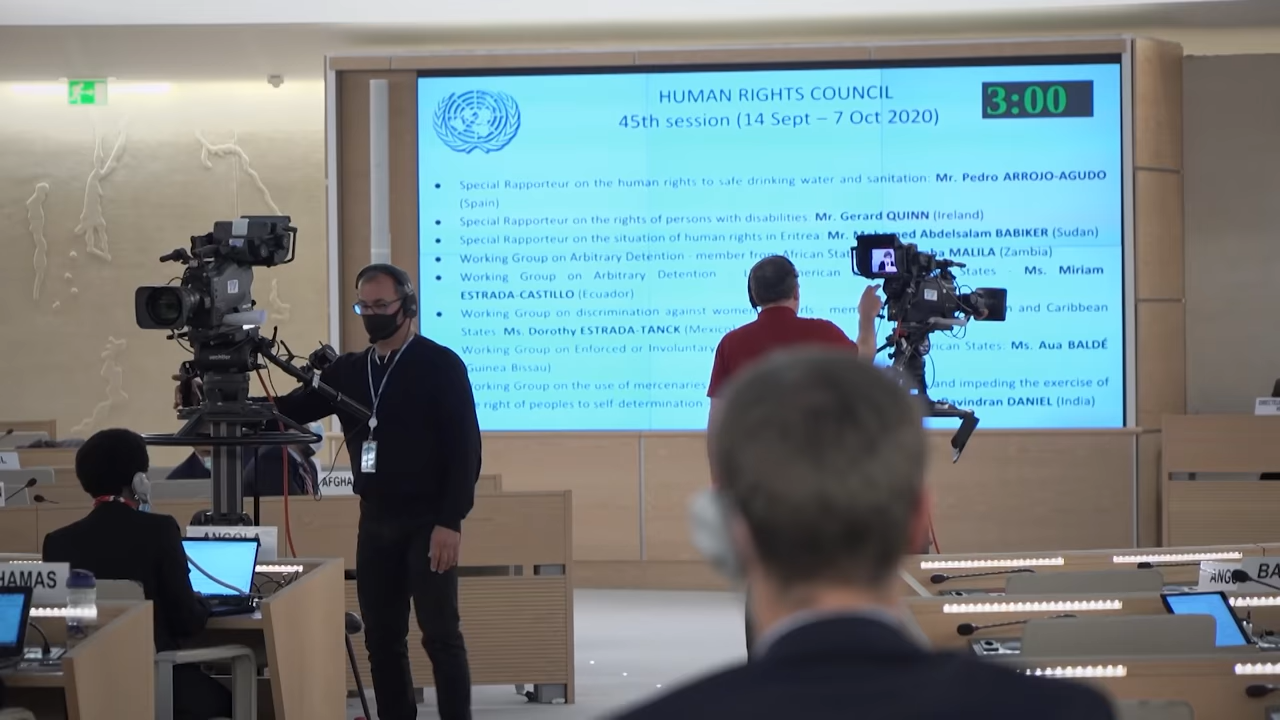 HUMAN RIGHTS COUNCIL
3:00
45th session (14 Sept – 7 Oct 2020)
• Special Rapporteur on the human rights to safe drinking water and sanitation: Mr. Pedro ARROJO-AGUDO
(Spain)
• Special Rapporteur on the rights of persons with disabilities: Mr. Gerard QUINN (Ireland)
• Special Rapporteur on the situation of human rights in Eritrea: Mr. Mohamed Abdelsalam BABIKER (Sudan)
• Working Group on Arbitrary Detention - member from African MALILA (Zambia)
• Working Group on Arbitrary Detention - Ms. Miriam
ESTRADA-CASTILLO (Ecuador)
• Working Group on discrimination against women and Caribbean
States: Ms. Dorothy ESTRADA-TANCK (Mexico)
Working Group on Enforced or Involuntary States: Ms. Aua BALDÉ
(Guinea Bissau)
Working Group on the use of mercenaries and impeding the exercise of
right of peoples to self-determination - DANIEL (India)
AFGHA
ANGOLA
HAMAS
ANGO
BA